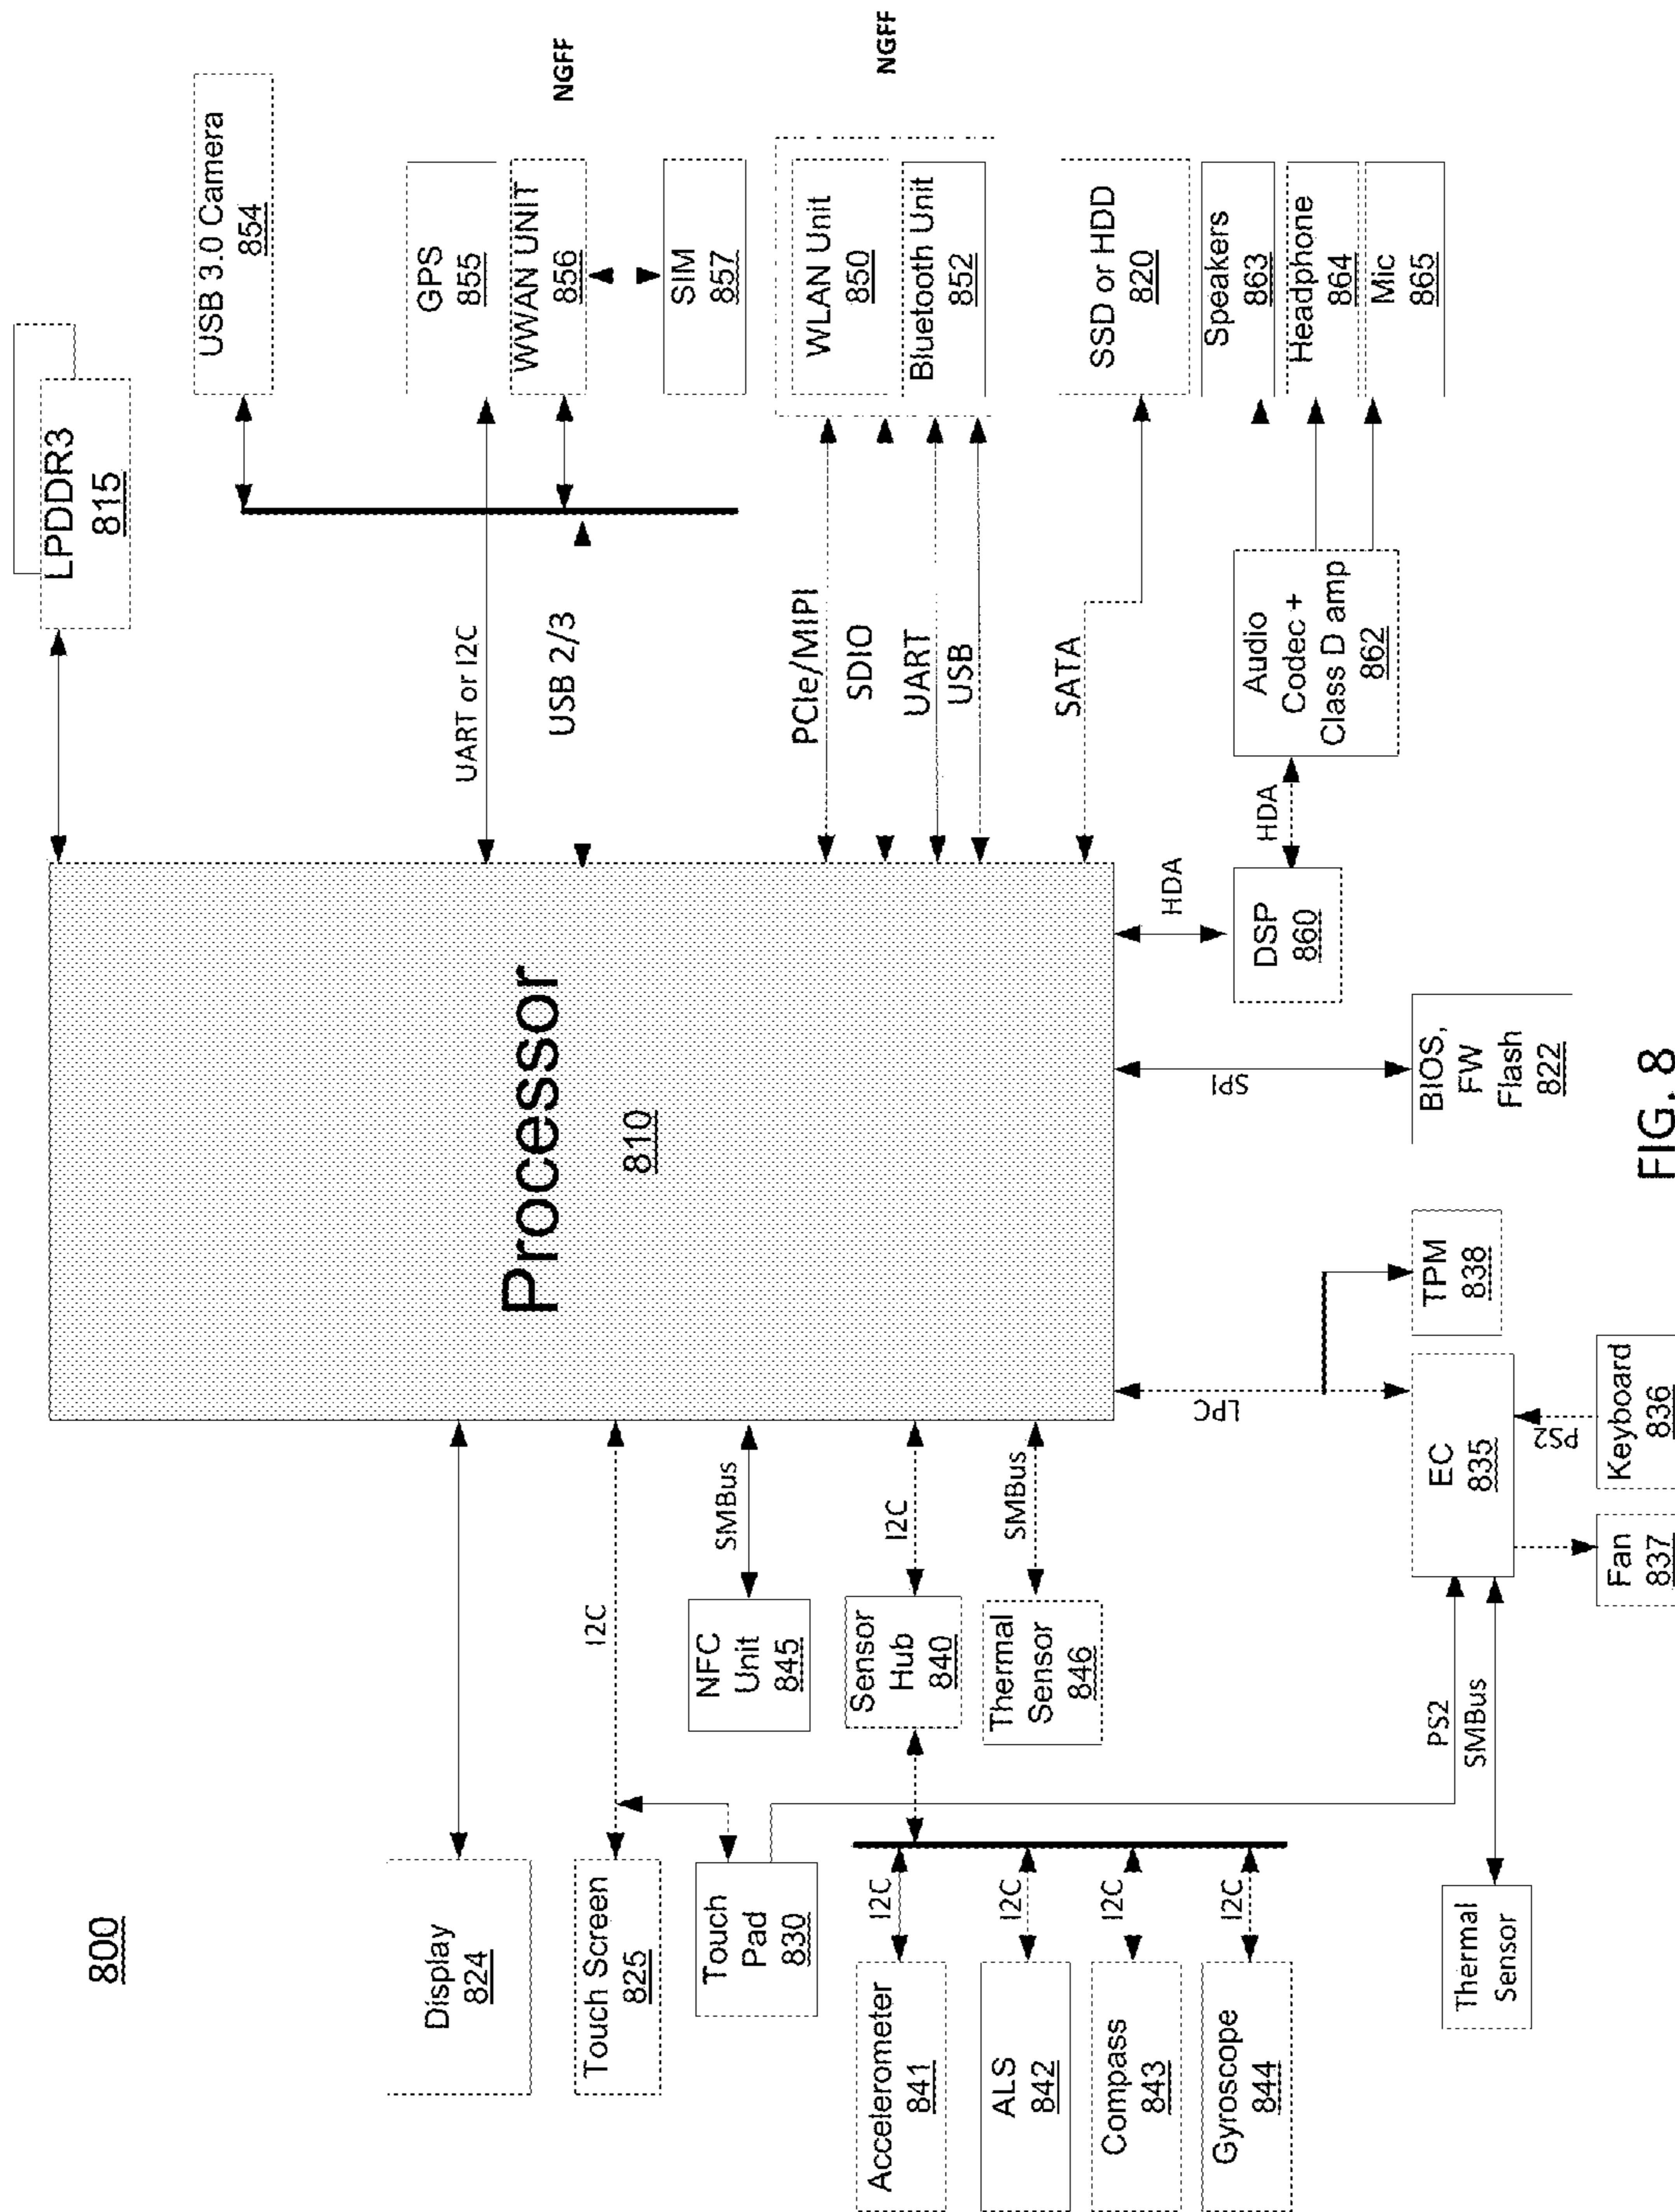 800
LPDDR3
815
USB 3.0 Camera
854
Display
824
UART or I2C
GPS
855
NGFF
WWAN UNIT
856
USB 2/3
SIM
857
Touch Screen
825
I2C
Touch
Pad
830
NFC
Unit
845
SMBus
Processor
810
PCIe/MIPI
SDIO
UART
USB
WLAN Unit
850
Bluetooth Unit
852
NGFF
Accelerometer
841
I2C
ALS
842
I2C
Compass
843
I2C
Gyroscope
844
I2C
Sensor
Hub
840
I2C
Thermal
Sensor
846
SMBus
SATA
SSD or HDD
820
HDA
DSP
860
HDA
Audio
Codec +
Class D amp
862
Speakers
863
Headphone
864
Mic
865
LPC
SPI
TPM
838
BIOS,
FW
Flash
822
EC
835
PS2
SMBus
Thermal
Sensor
Fan
837
PS2
Keyboard
836
FIG. 8